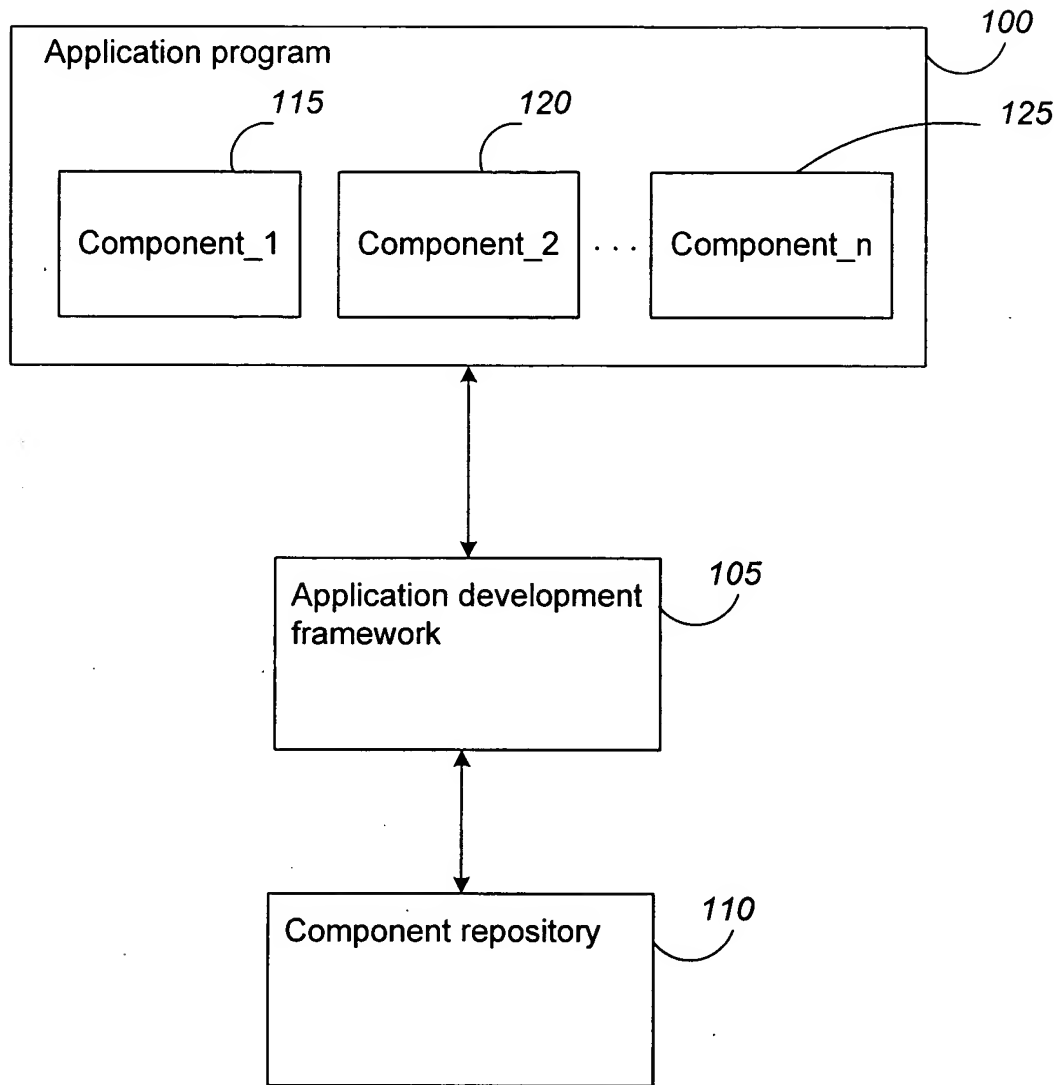 100
Application program
115
120
125
Component_1
Component_2
. . .
Component_n
105
Application development
framework
110
Component repository